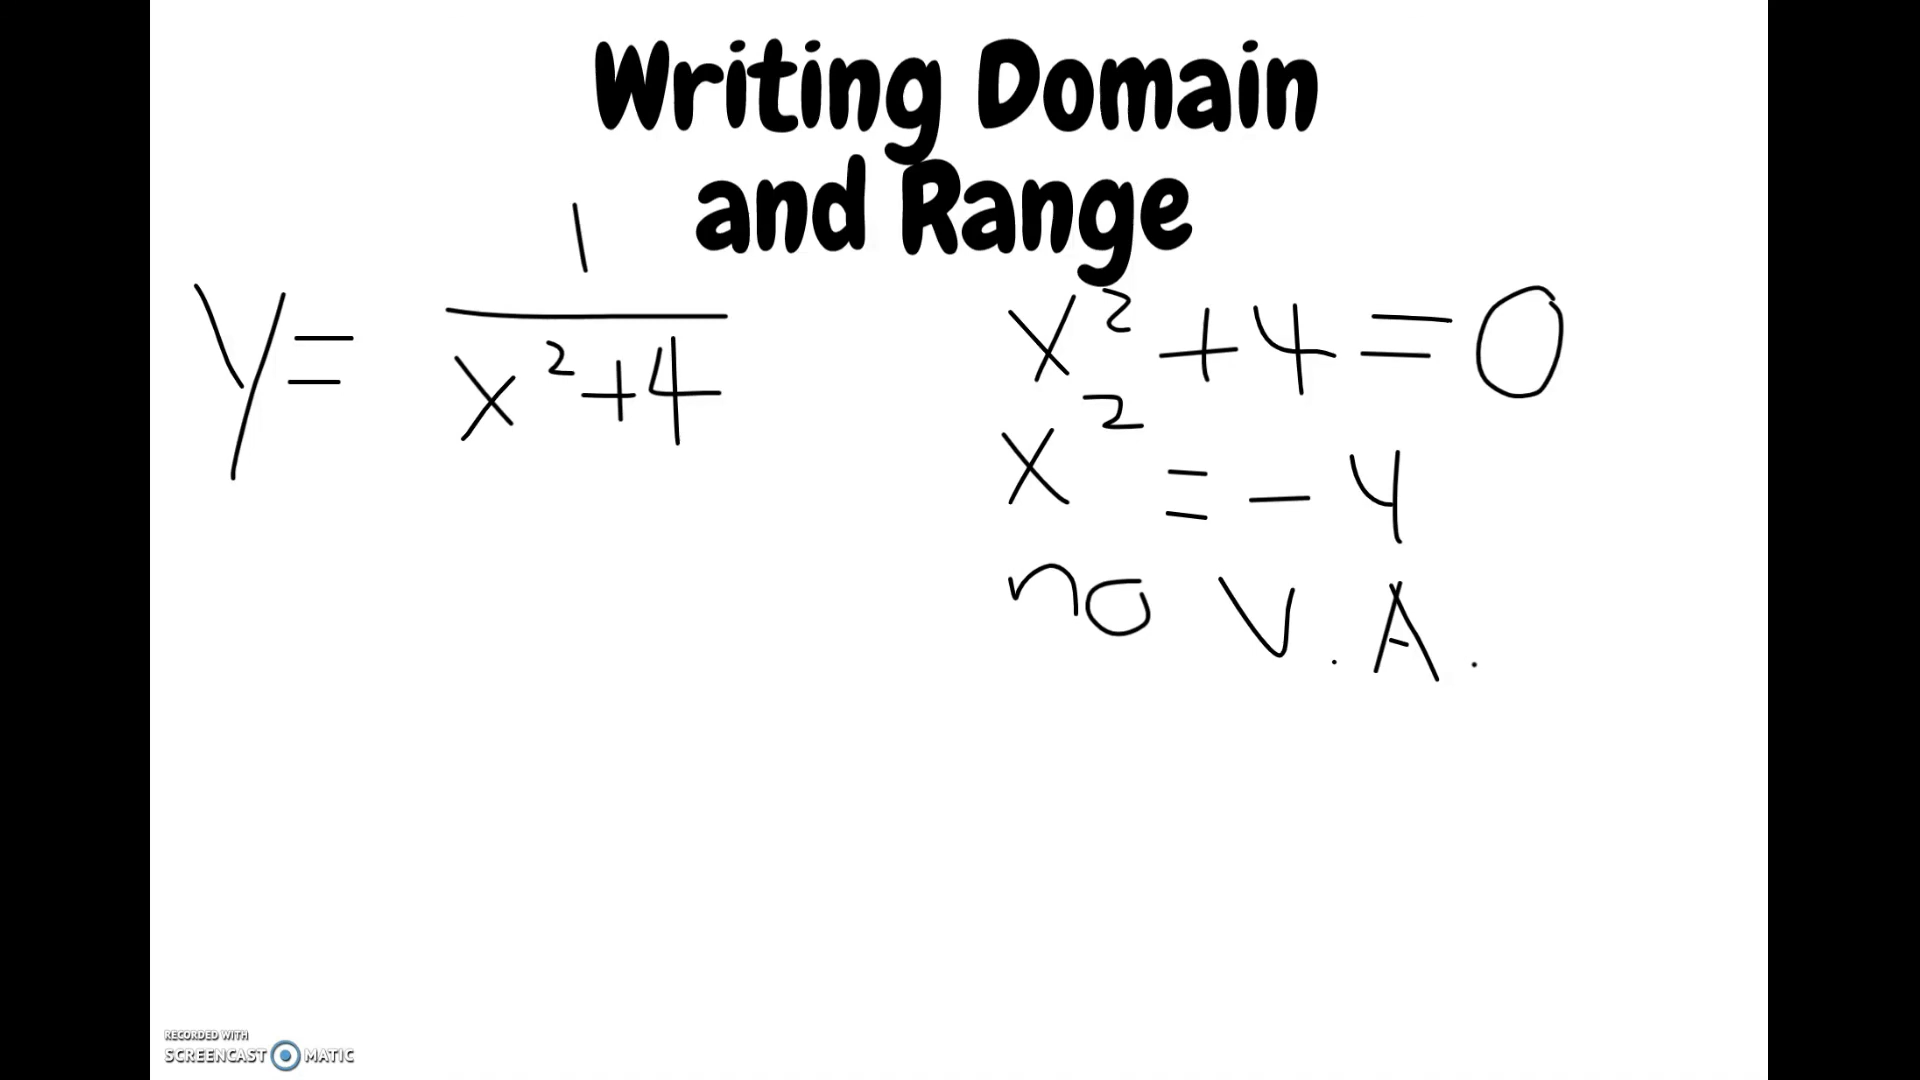 Writing Domain
and Range
y = 1
x² + 4
x² + 4 = 0
x² = - 4
no V.A.
RECORDED WITH
SCREENCAST MATIC